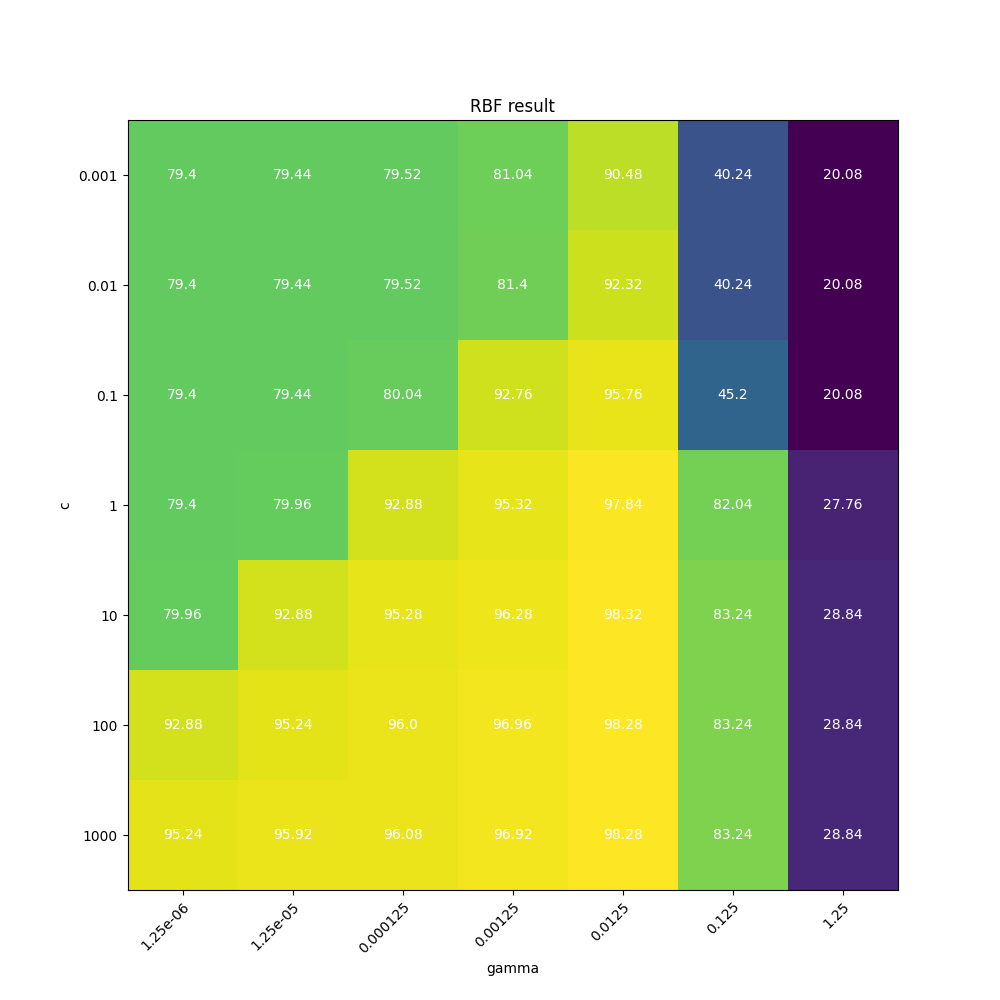 RBF result
0.001 79.4 79.44 79.52 81.04 90.48 40.24 20.08
0.01 79.4 79.44 79.52 81.4 92.32 40.24 20.08
0.1 79.4 79.44 80.04 92.76 95.76 45.2 20.08
c
1 79.4 79.96 92.88 95.32 97.84 82.04 27.76
10 79.96 92.88 95.28 96.28 98.32 83.24 28.84
100 92.88 95.24 96.0 96.96 98.28 83.24 28.84
1000 95.24 95.92 96.08 96.92 98.28 83.24 28.84
1.25e-06 1.25e-05 0.000125 0.00125 0.0125 0.125 1.25
gamma